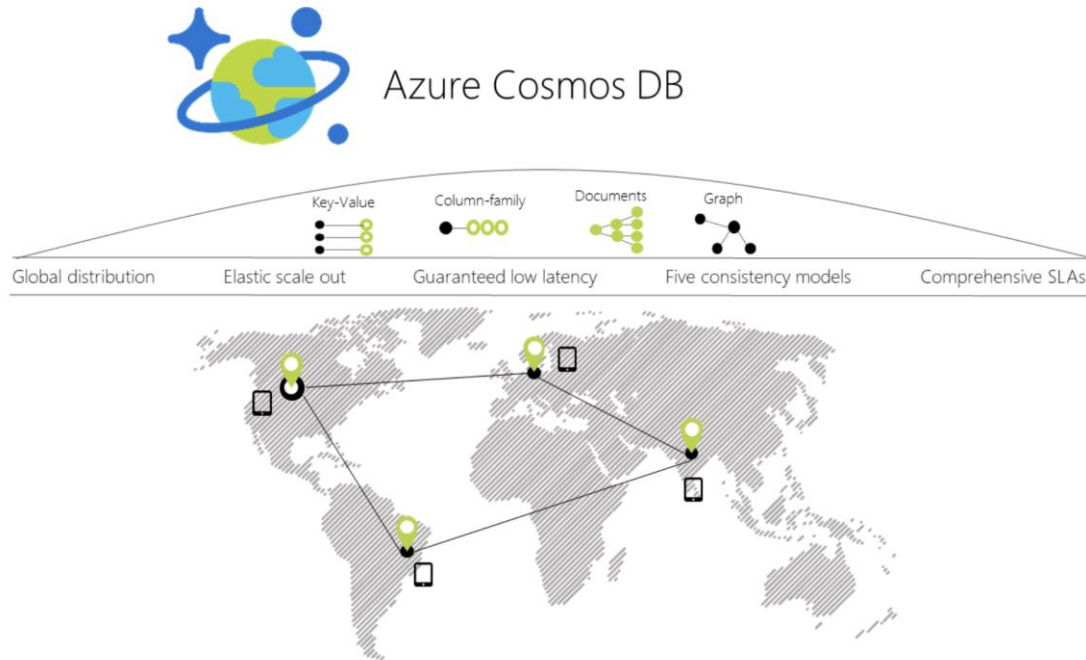 Azure Cosmos DB
Key-Value
Column-family
Documents
Graph
Global distribution
Elastic scale out
Guaranteed low latency
Five consistency models
Comprehensive SLAs